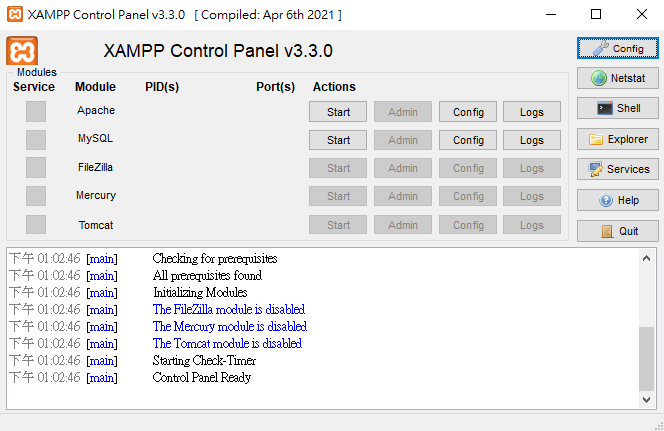 XAMPP Control Panel v3.3.0 [ Compiled: Apr 6th 2021 ]
XAMPP Control Panel v3.3.0
Config
Modules
Service Module PID(s) Port(s) Actions
Netstat
Apache Start Admin Config Logs
Shell
MySQL Start Admin Config Logs
Explorer
FileZilla Start Admin Config Logs
Services
Mercury Start Admin Config Logs
Help
Tomcat Start Admin Config Logs
Quit
下午 01:02:46 [main] Checking for prerequisites
下午 01:02:46 [main] All prerequisites found
下午 01:02:46 [main] Initializing Modules
下午 01:02:46 [main] The FileZilla module is disabled
下午 01:02:46 [main] The Mercury module is disabled
下午 01:02:46 [main] The Tomcat module is disabled
下午 01:02:46 [main] Starting Check-Timer
下午 01:02:46 [main] Control Panel Ready